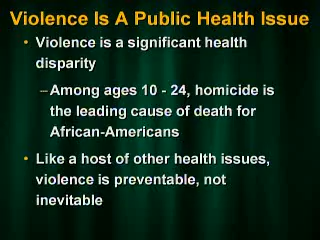 Violence Is A Public Health Issue
• Violence is a significant health
disparity
–Among ages 10 - 24, homicide is
the leading cause of death for
African-Americans
• Like a host of other health issues,
violence is preventable, not
inevitable